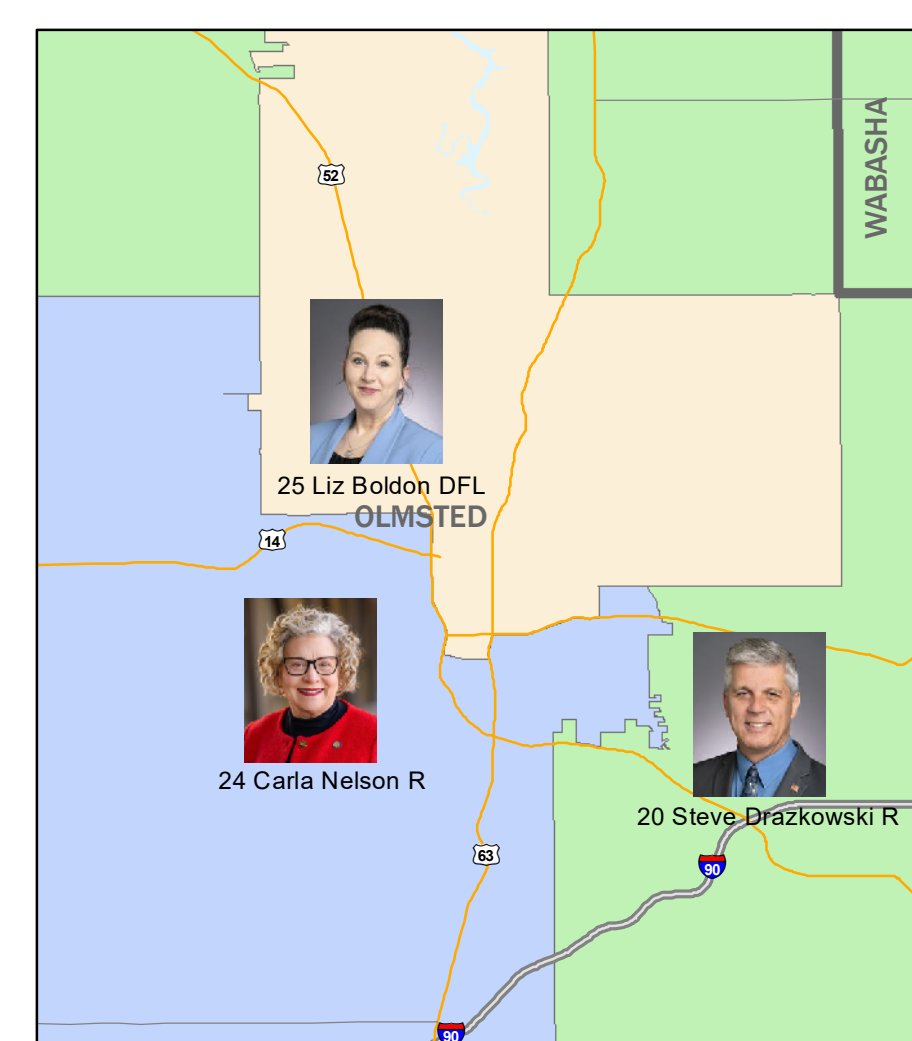 WABASHA
52
25 Liz Boldon DFL
OLMSTED
14
24 Carla Nelson R
20 Steve Drazkowski R
63
90
90